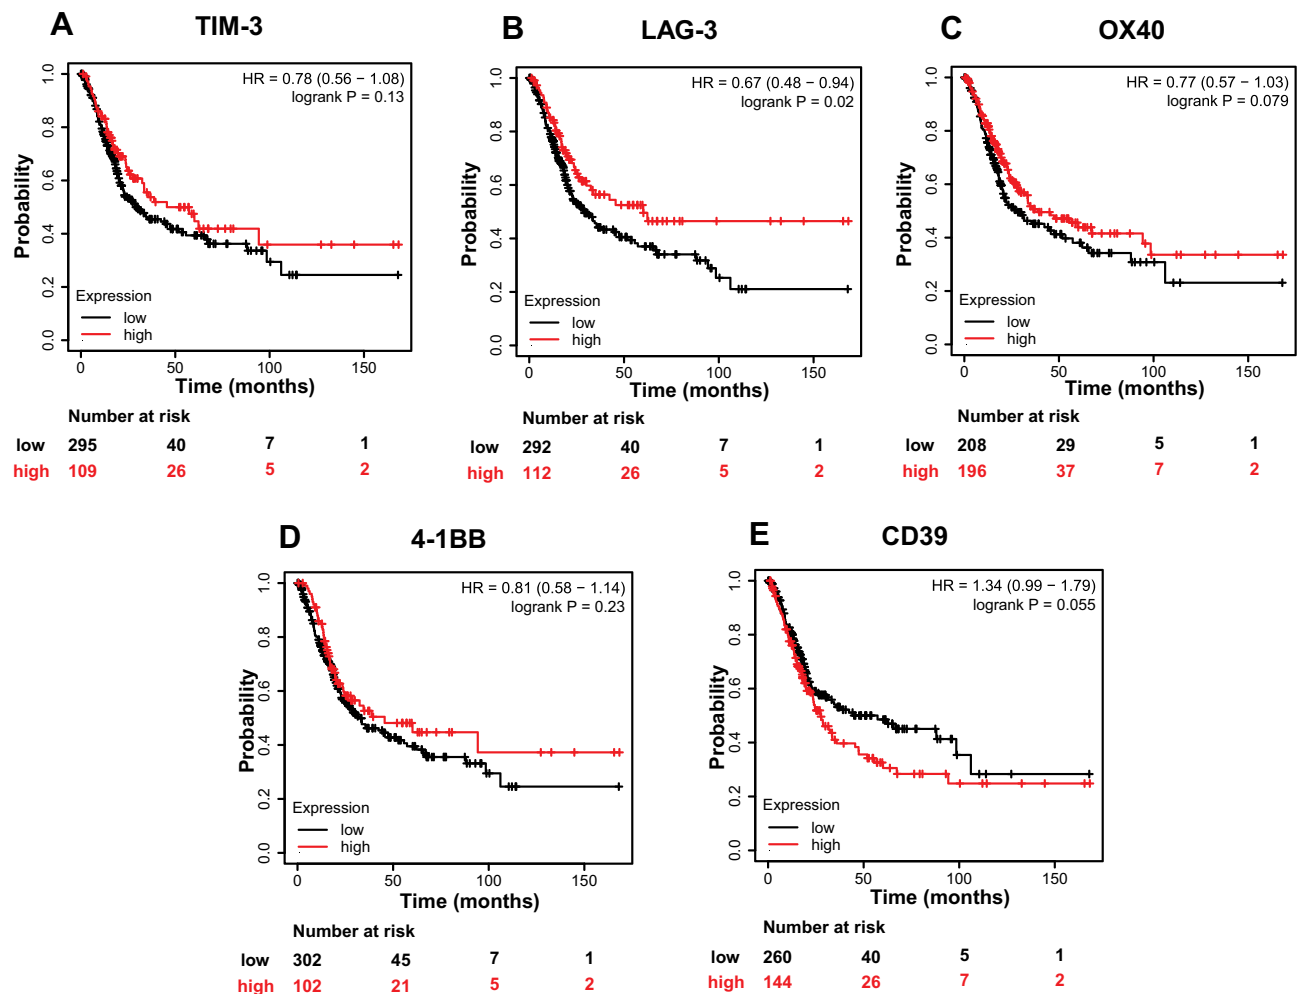 A
TIM-3
HR = 0.78 (0.56 − 1.08)
logrank P = 0.13
Probability
1.0
0.8
0.6
0.4
0.2
0.0
Expression
low
high
0 50 100 150
Time (months)
Number at risk
low 295 40 7 1
high 109 26 5 2
B
LAG-3
HR = 0.67 (0.48 − 0.94)
logrank P = 0.02
Probability
1.0
0.8
0.6
0.4
0.2
0.0
Expression
low
high
0 50 100 150
Time (months)
Number at risk
low 292 40 7 1
high 112 26 5 2
C
OX40
HR = 0.77 (0.57 − 1.03)
logrank P = 0.079
Probability
1.0
0.8
0.6
0.4
0.2
0.0
Expression
low
high
0 50 100 150
Time (months)
Number at risk
low 208 29 5 1
high 196 37 7 2
D
4-1BB
HR = 0.81 (0.58 − 1.14)
logrank P = 0.23
Probability
1.0
0.8
0.6
0.4
0.2
0.0
Expression
low
high
0 50 100 150
Time (months)
Number at risk
low 302 45 7 1
high 102 21 5 2
E
CD39
HR = 1.34 (0.99 − 1.79)
logrank P = 0.055
Probability
1.0
0.8
0.6
0.4
0.2
0.0
Expression
low
high
0 50 100 150
Time (months)
Number at risk
low 260 40 5 1
high 144 26 7 2